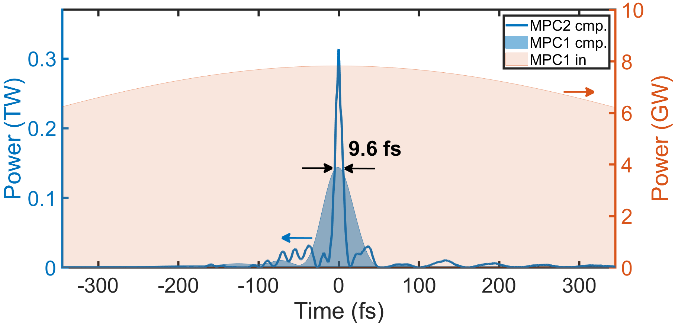 MPC2 cmp.
MPC1 cmp.
MPC1 in
Power (TW)
0.3
0.2
0.1
0
9.6 fs
10
8
6
4
2
0
Power (GW)
-300
-200
-100
0
100
200
300
Time (fs)